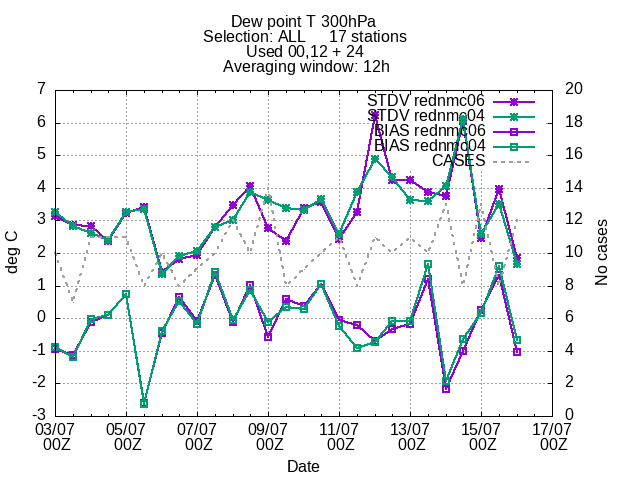 Dew point T 300hPa
Selection: ALL 17 stations
Used 00,12 + 24
Averaging window: 12h
7 20
STDV rednmc06
6 STDV rednmc04 18
BIAS rednmc06
5 BIAS rednmc04 16
CASES
4 14
3 12
2 10
1 8
0 6
-1 4
-2 2
-3 0
deg C
No cases
03/07 05/07 07/07 09/07 11/07 13/07 15/07 17/07
00Z 00Z 00Z 00Z 00Z 00Z 00Z 00Z
Date